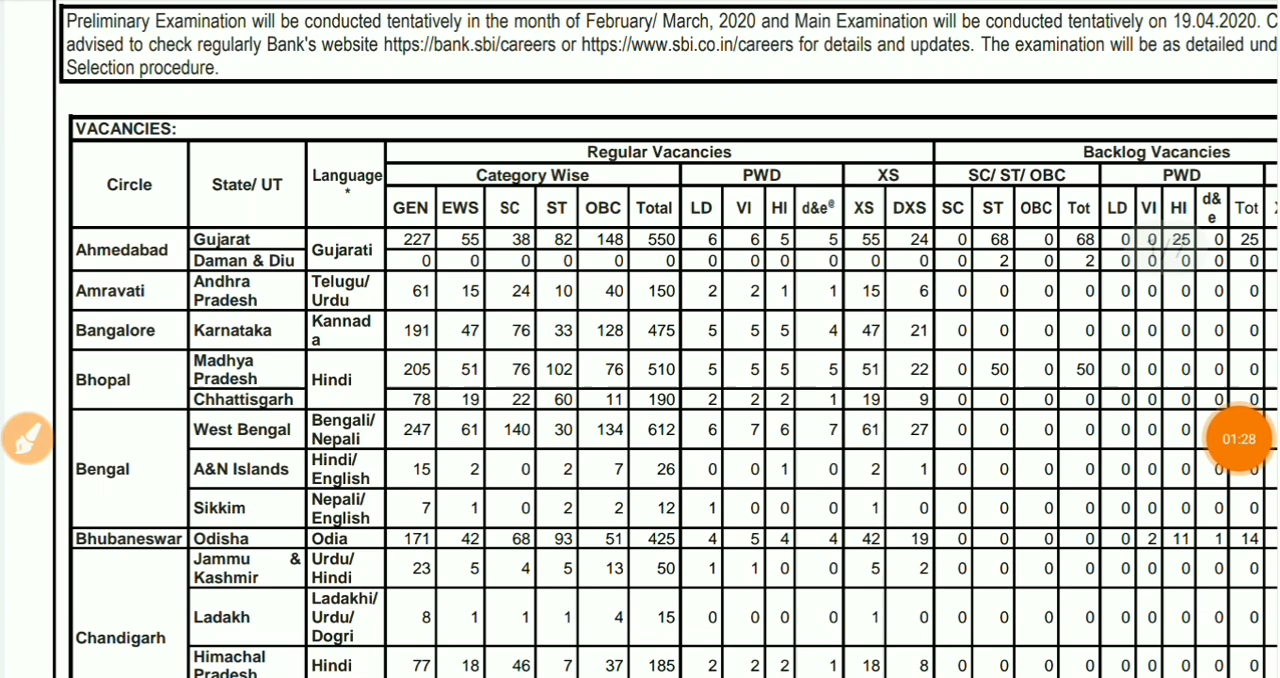 Preliminary Examination will be conducted tentatively in the month of February/ March, 2020 and Main Examination will be conducted tentatively on 19.04.2020. C
advised to check regularly Bank's website https://bank.sbi/careers or https://www.sbi.co.in/careers for details and updates. The examination will be as detailed und
Selection procedure.
VACANCIES:
Regular Vacancies Backlog Vacancies
Circle State/ UT Language * Category Wise PWD XS SC/ ST/ OBC PWD
GEN EWS SC ST OBC Total LD VI HI d&e@ XS DXS SC ST OBC Tot LD VI HI d& e Tot
Ahmedabad Gujarat Gujarati 227 55 38 82 148 550 6 6 5 5 55 24 0 68 0 68 0 0 25 0 25
Daman & Diu 0 0 0 0 0 0 0 0 0 0 0 0 0 2 0 2 0 0 0 0 0
Amravati Andhra Pradesh Telugu/ Urdu 61 15 24 10 40 150 2 2 1 1 15 6 0 0 0 0 0 0 0 0 0
Bangalore Karnataka Kannad a 191 47 76 33 128 475 5 5 5 4 47 21 0 0 0 0 0 0 0 0 0
Bhopal Madhya Pradesh Hindi 205 51 76 102 76 510 5 5 5 5 51 22 0 50 0 50 0 0 0 0 0
Chhattisgarh 78 19 22 60 11 190 2 2 2 1 19 9 0 0 0 0 0 0 0 0 0
Bengal West Bengal Bengali/ Nepali 247 61 140 30 134 612 6 7 6 7 61 27 0 0 0 0 0 0 0
01:28
A&N Islands Hindi/ English 15 2 0 2 7 26 0 0 1 0 2 1 0 0 0 0 0 0 0 0 0
Sikkim Nepali/ English 7 1 0 2 2 12 1 0 0 0 1 0 0 0 0 0 0 0 0 0 0
Bhubaneswar Odisha Odia 171 42 68 93 51 425 4 5 4 4 42 19 0 0 0 0 0 2 11 1 14
Chandigarh Jammu & Kashmir Urdu/ Hindi 23 5 4 5 13 50 1 1 0 0 5 2 0 0 0 0 0 0 0 0 0
Ladakh Ladakhi/ Urdu/ Dogri 8 1 1 1 4 15 0 0 0 0 1 0 0 0 0 0 0 0 0 0 0
Himachal Pradesh Hindi 77 18 46 7 37 185 2 2 2 1 18 8 0 0 0 0 0 0 0 0 0